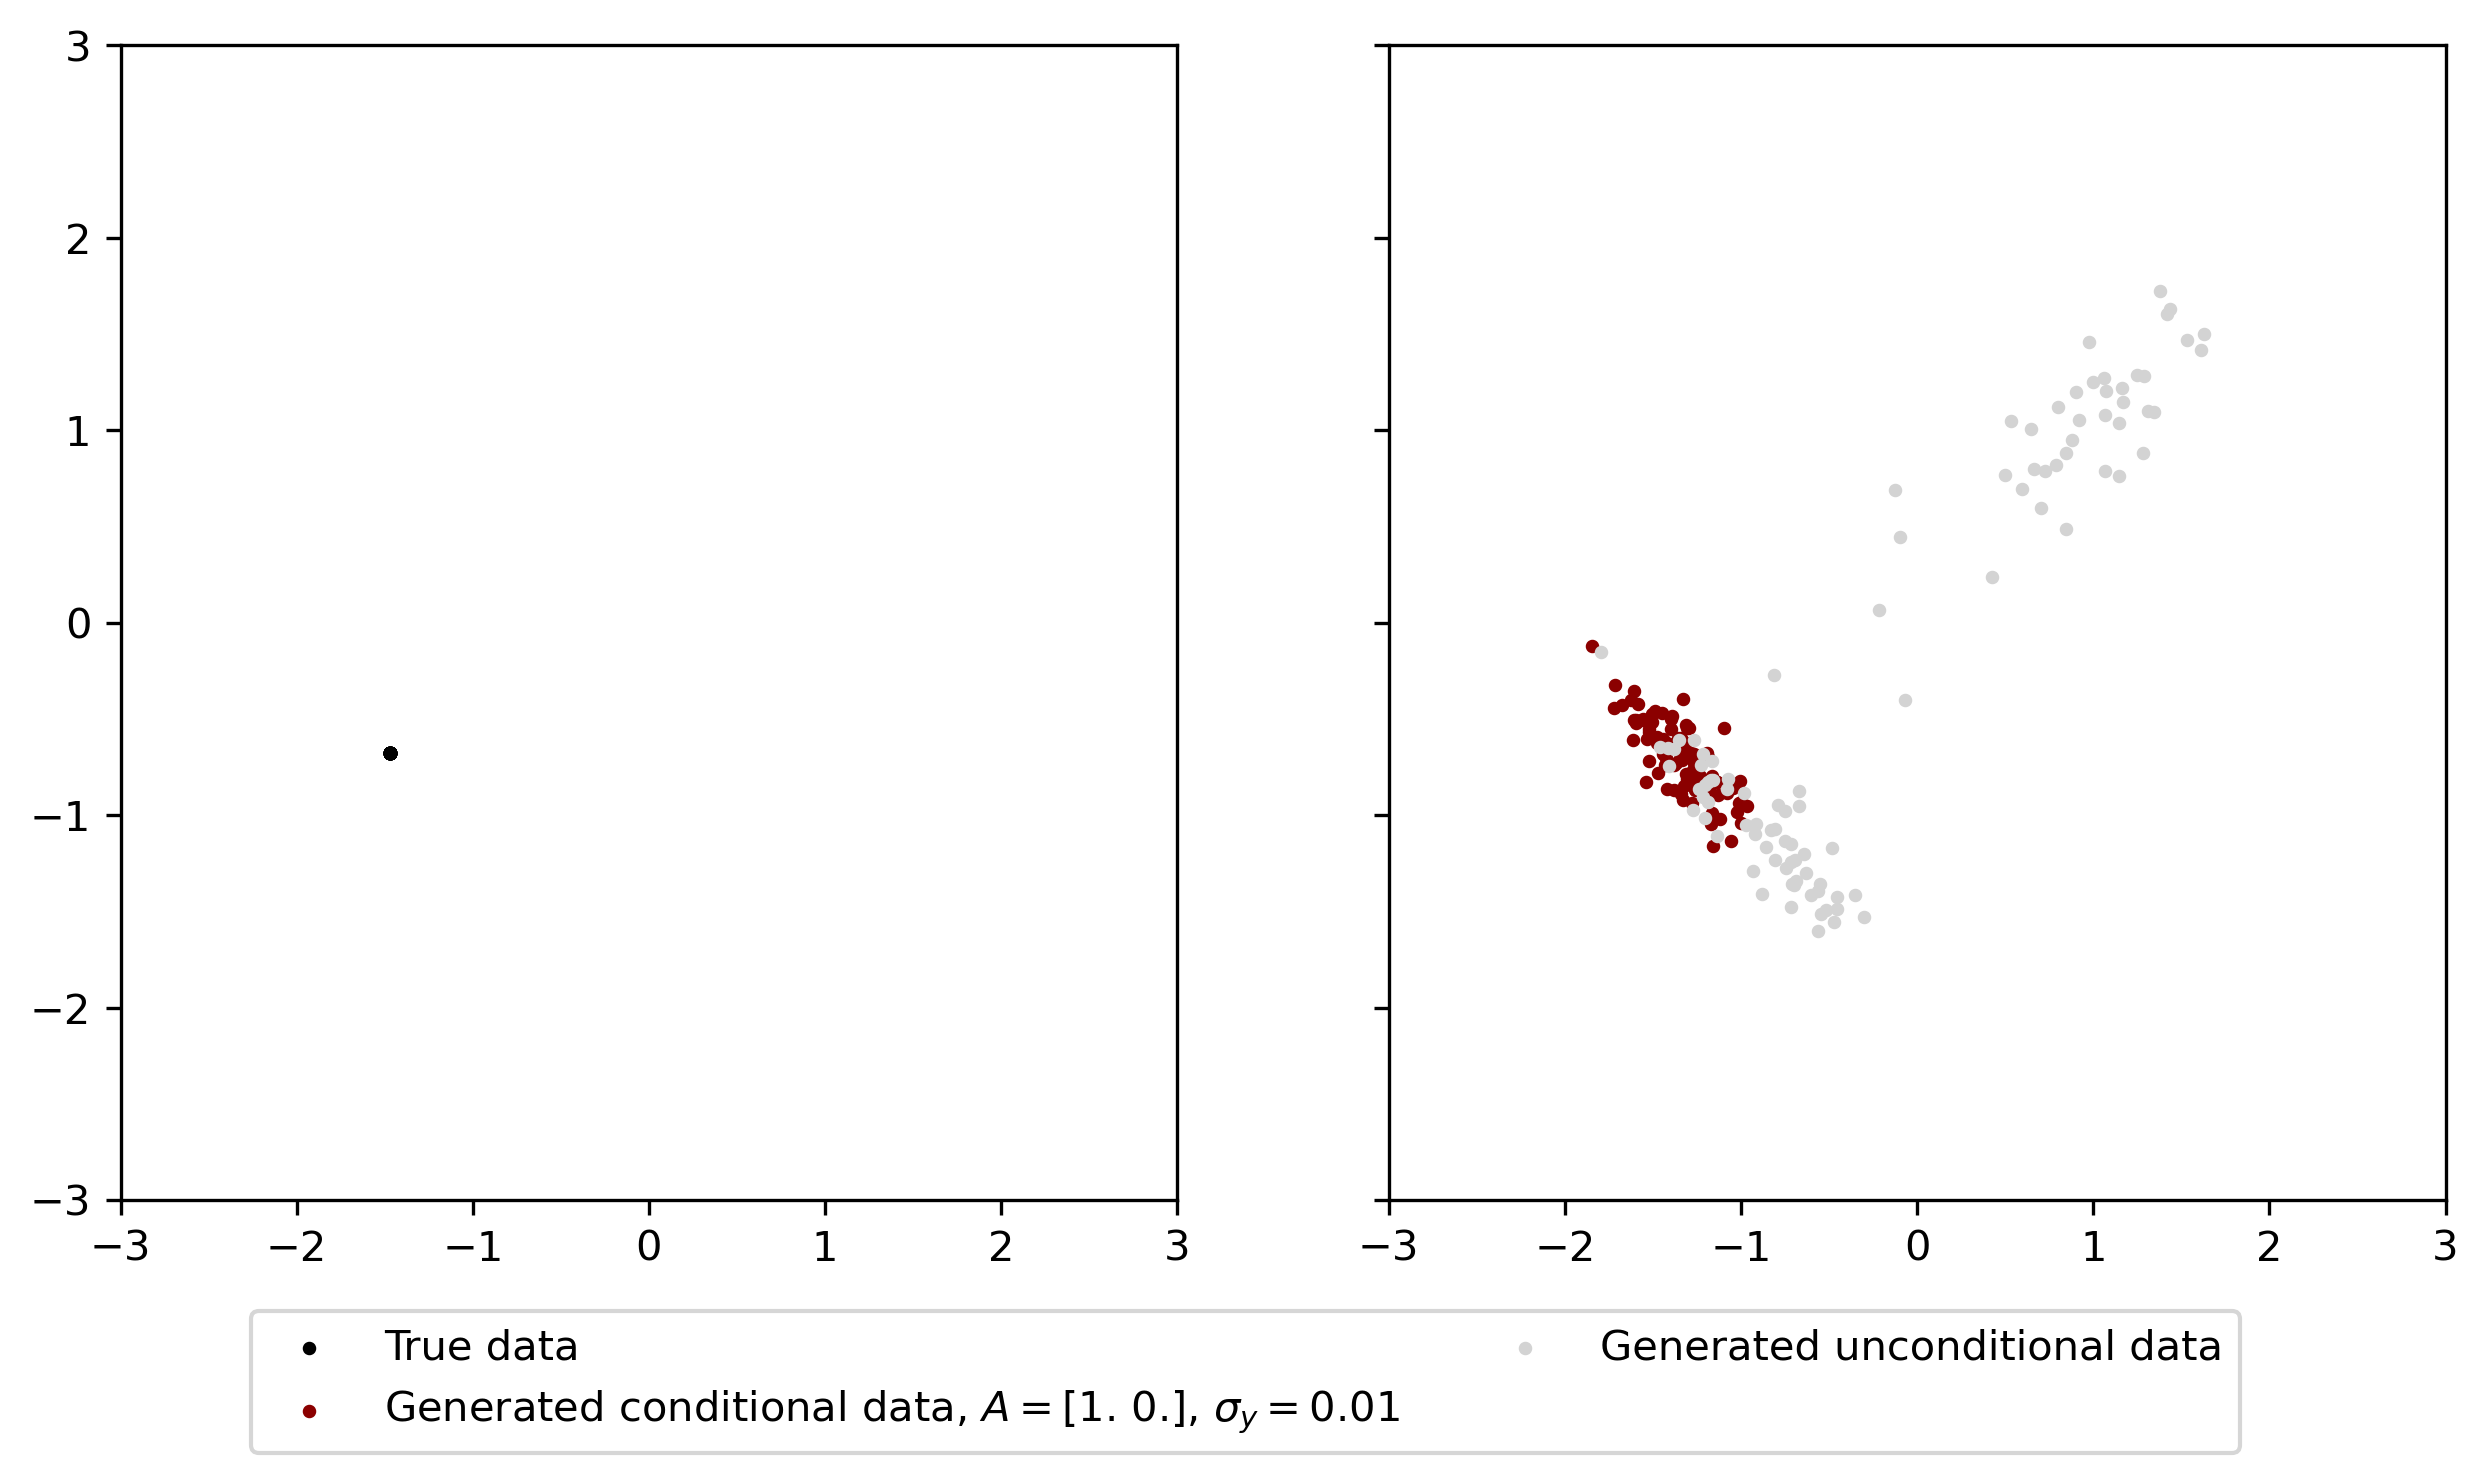 3
2
1
0
−1
−2
−3
−3 −2 −1 0 1 2 3
−3 −2 −1 0 1 2 3
True data
Generated conditional data, A = [1. 0.], σ_y = 0.01
Generated unconditional data